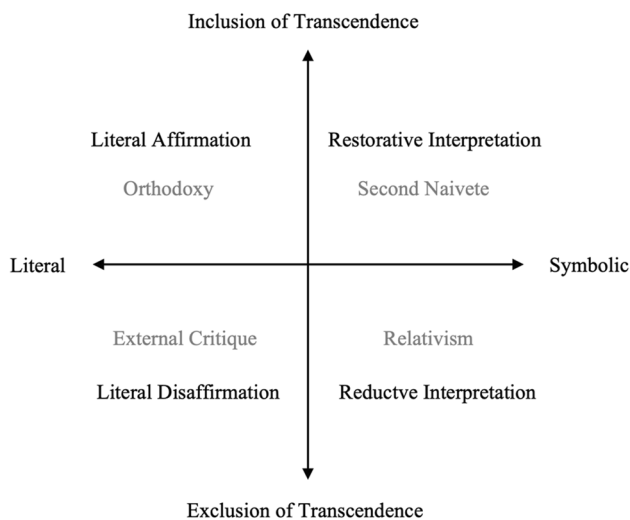 Inclusion of Transcendence
Literal Affirmation
Restorative Interpretation
Orthodoxy
Second Naivete
Literal
Symbolic
External Critique
Relativism
Literal Disaffirmation
Reductve Interpretation
Exclusion of Transcendence